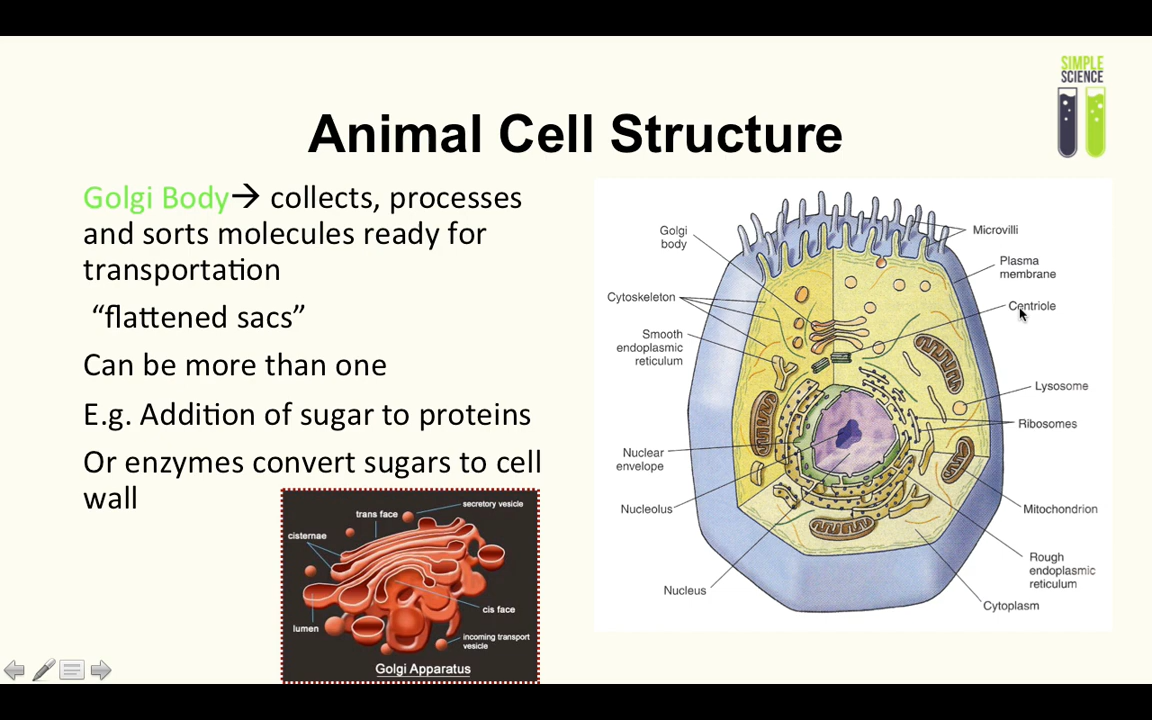 SIMPLE
SCIENCE
Animal Cell Structure
Golgi Body→ collects, processes
and sorts molecules ready for
transportation
“flattened sacs”
Can be more than one
E.g. Addition of sugar to proteins
Or enzymes convert sugars to cell
wall
secretory vesicle
trans face
cisternae
cis face
lumen
incoming transport
vesicle
Golgi Apparatus
Golgi
body
Cytoskeleton
Smooth
endoplasmic
reticulum
Nuclear
envelope
Nucleolus
Nucleus
Microvilli
Plasma
membrane
Centriole
Lysosome
Ribosomes
Mitochondrion
Rough
endoplasmic
reticulum
Cytoplasm